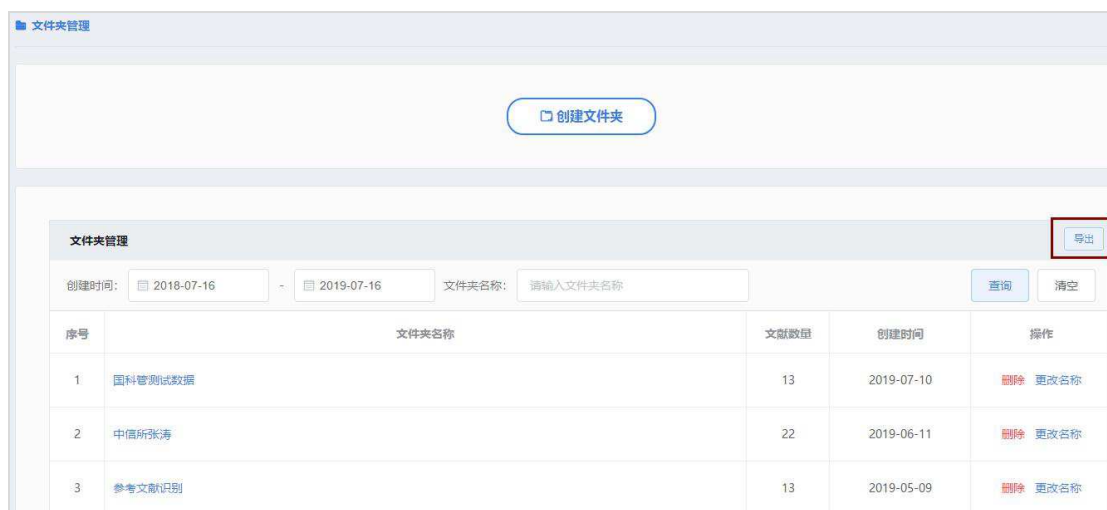 文件夹管理
创建文件夹
文件夹管理 导出
创建时间： 2018-07-16 - 2019-07-16 文件夹名称： 请输入文件夹名称 查询 清空
序号 文件夹名称 文献数量 创建时间 操作
1 国科管测试数据 13 2019-07-10 删除 更改名称
2 中信所张涛 22 2019-06-11 删除 更改名称
3 参考文献识别 13 2019-05-09 删除 更改名称